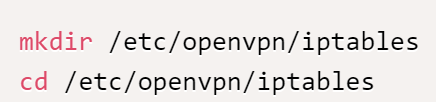 mkdir /etc/openvpn/iptables
cd /etc/openvpn/iptables